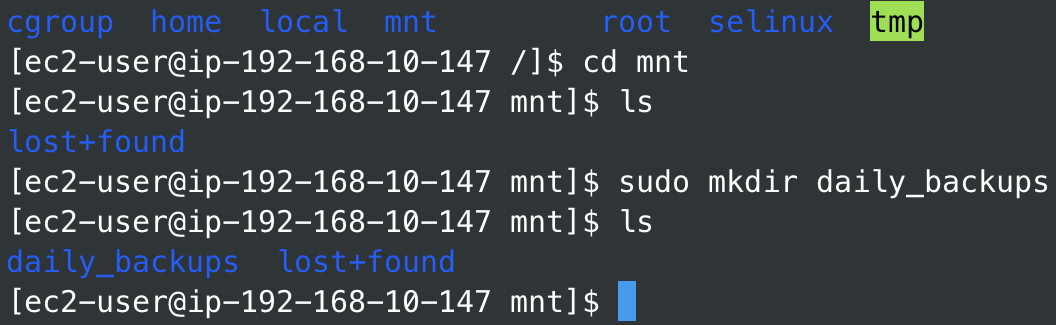 cgroup  home  local  mnt         root  selinux  tmp
[ec2-user@ip-192-168-10-147 /]$ cd mnt
[ec2-user@ip-192-168-10-147 mnt]$ ls
lost+found
[ec2-user@ip-192-168-10-147 mnt]$ sudo mkdir daily_backups
[ec2-user@ip-192-168-10-147 mnt]$ ls
daily_backups  lost+found
[ec2-user@ip-192-168-10-147 mnt]$